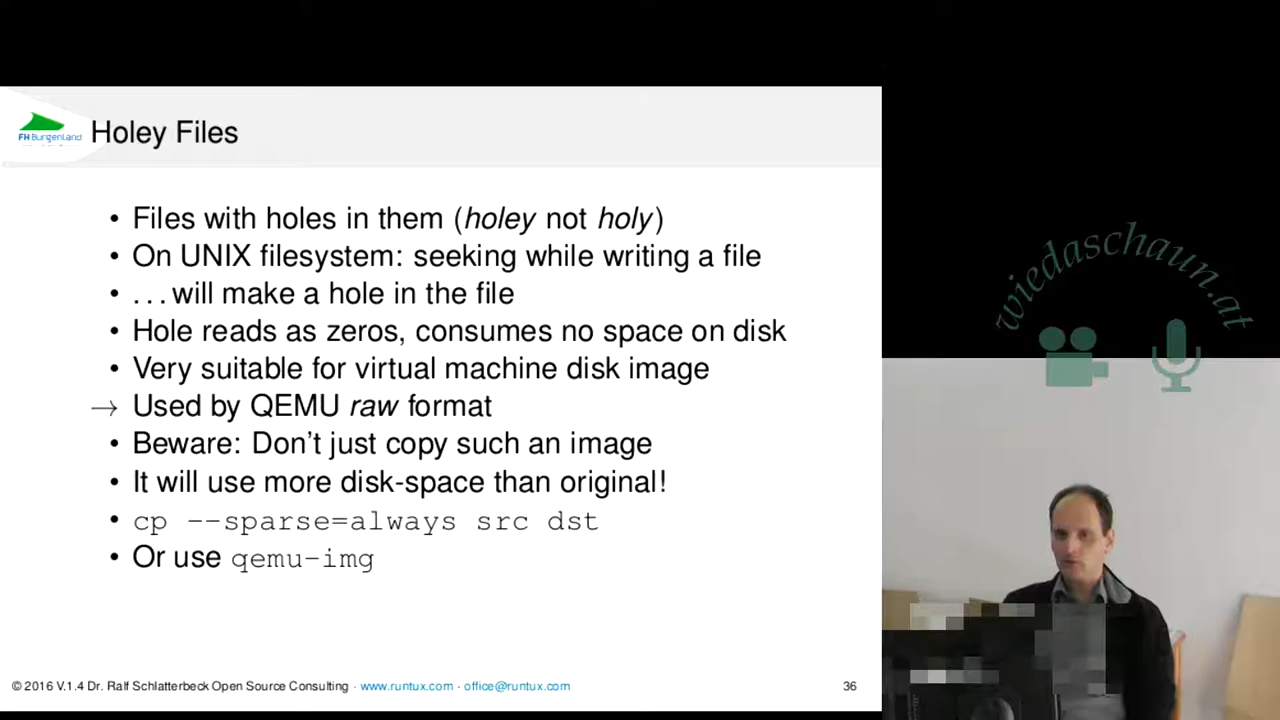 FH Burgenland
Holey Files
• Files with holes in them (holey not holy)
• On UNIX filesystem: seeking while writing a file
• ...will make a hole in the file
• Hole reads as zeros, consumes no space on disk
• Very suitable for virtual machine disk image
→ Used by QEMU raw format
• Beware: Don't just copy such an image
• It will use more disk-space than original!
• cp --sparse=always src dst
• Or use qemu-img
© 2016 V.1.4 Dr. Ralf Schlatterbeck Open Source Consulting · www.runtux.com · office@runtux.com 36
wiedaschaun.at